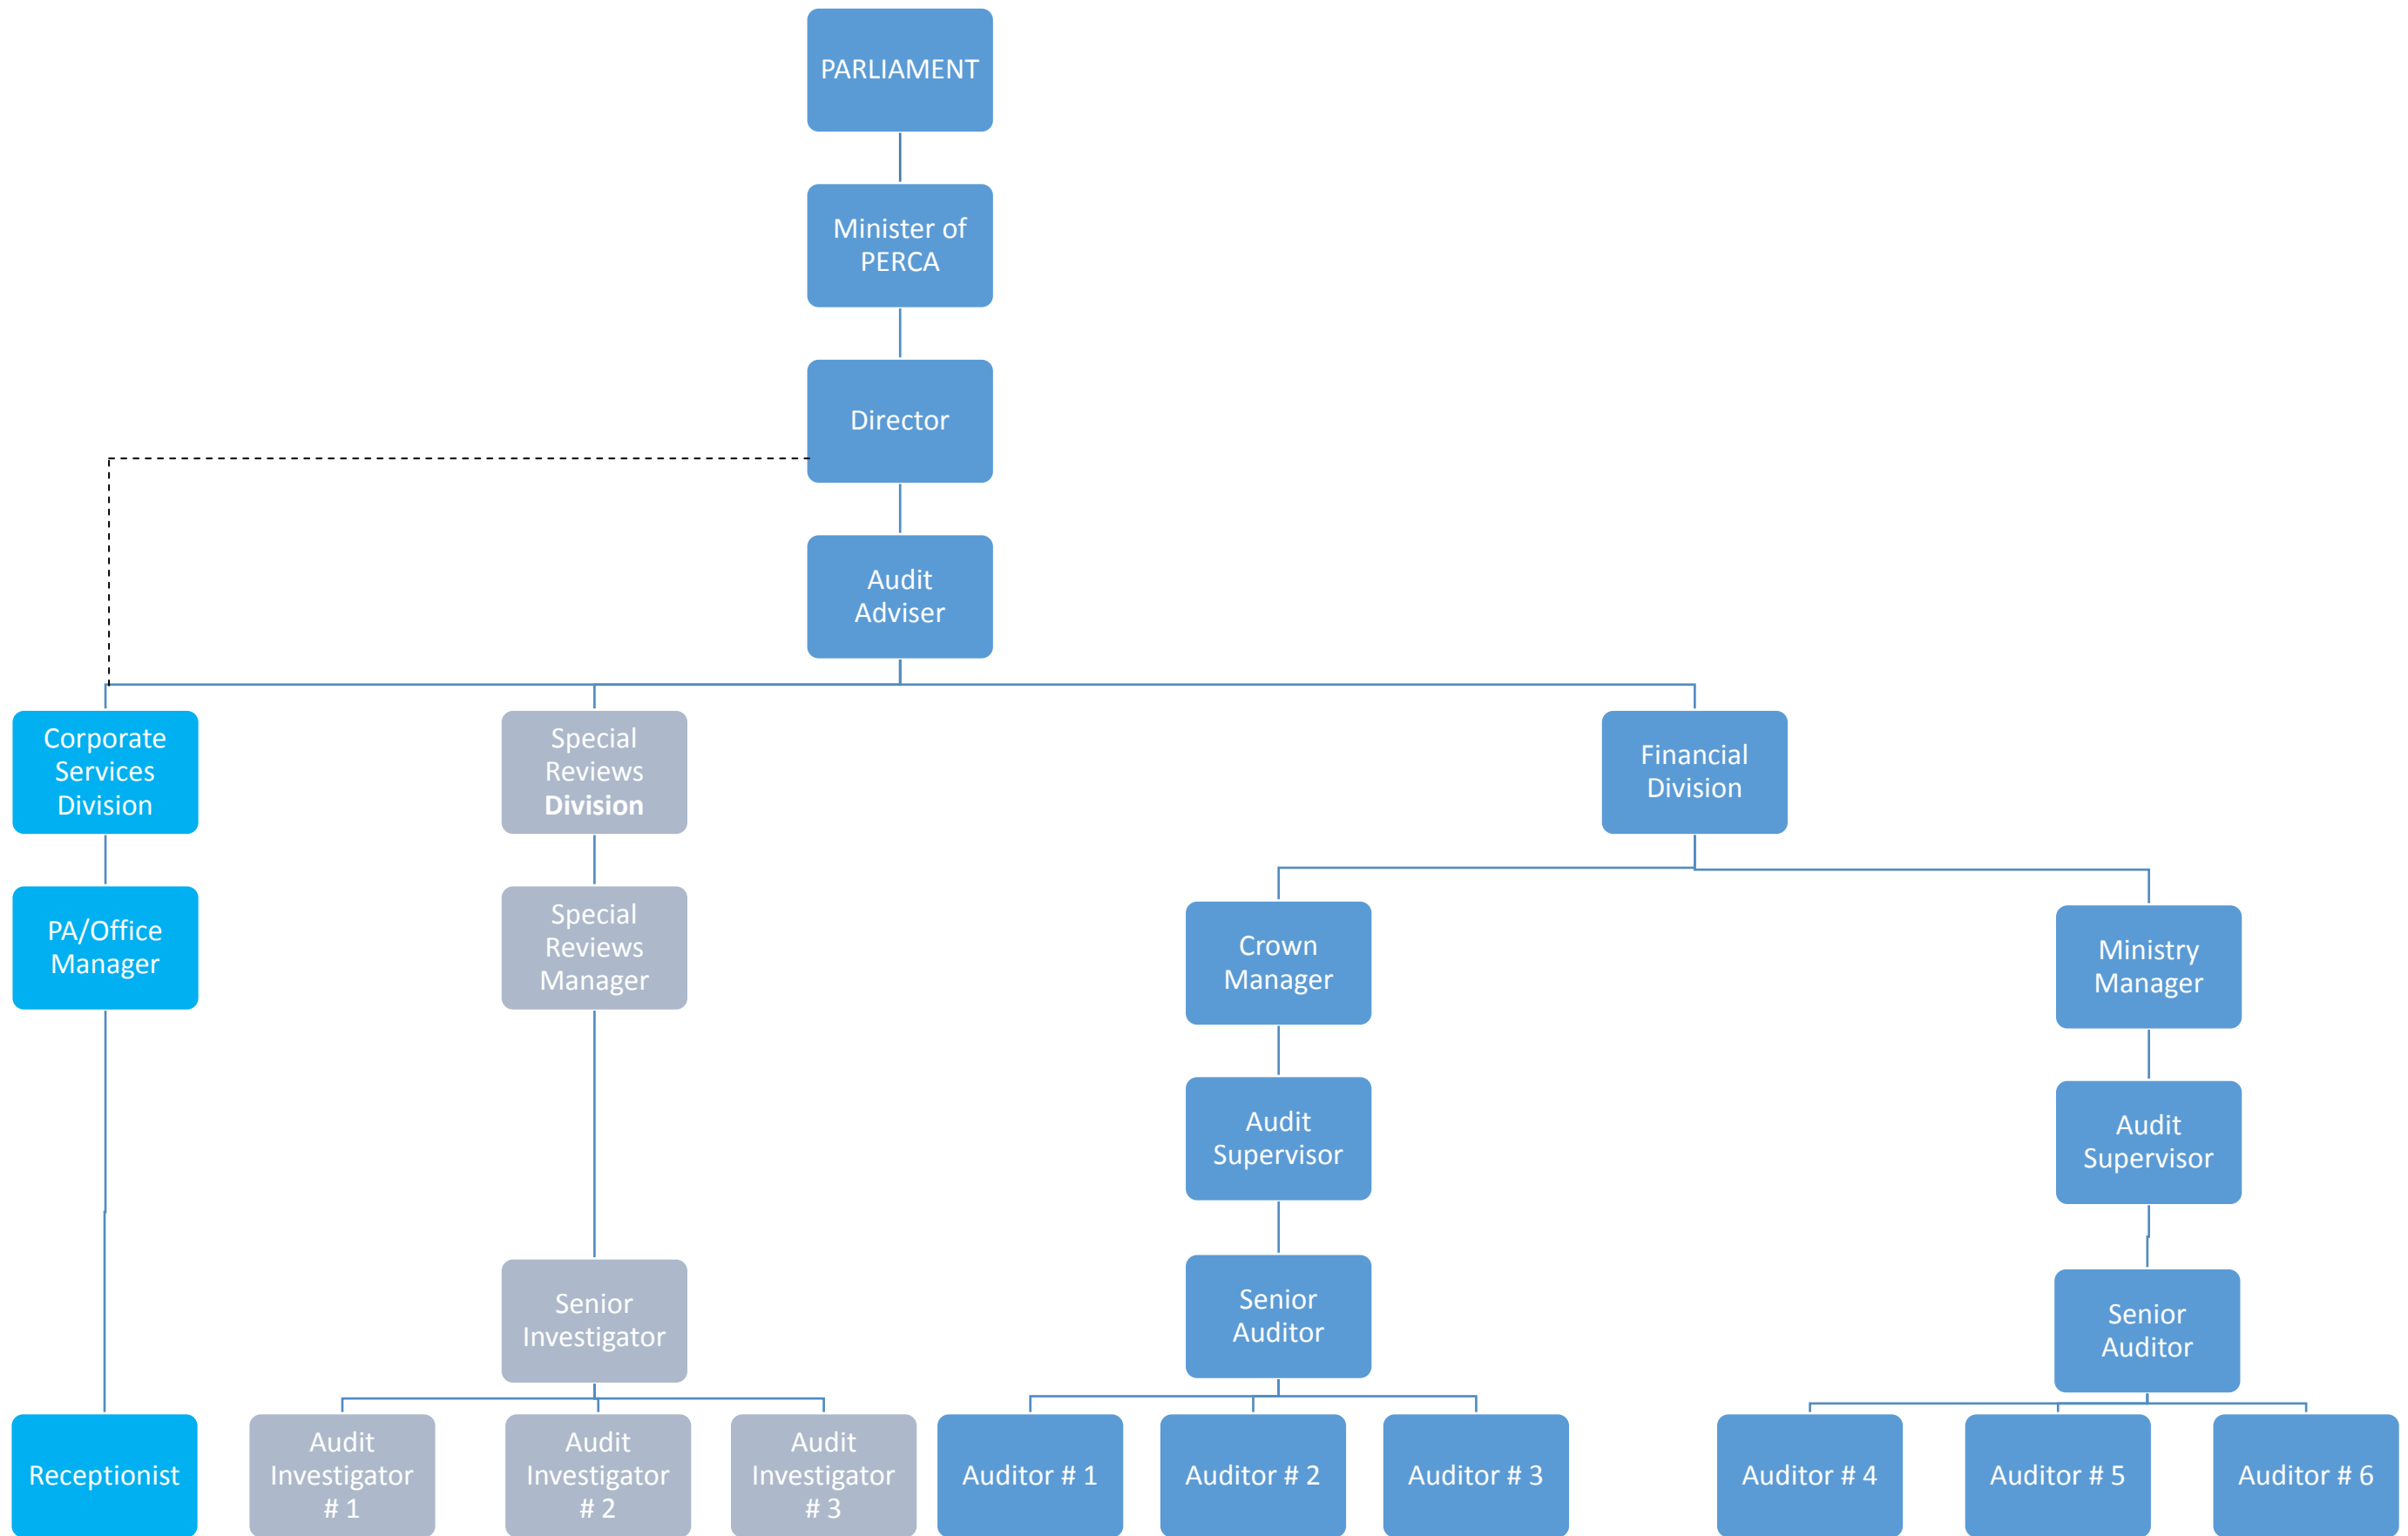 PARLIAMENT
Minister of
PERCA
Director
Audit
Adviser
Corporate
Services
Division
Special
Reviews
Division
Financial
Division
PA/Office
Manager
Special
Reviews
Manager
Crown
Manager
Ministry
Manager
Audit
Supervisor
Audit
Supervisor
Senior
Investigator
Senior
Auditor
Senior
Auditor
Receptionist
Audit
Investigator
# 1
Audit
Investigator
# 2
Audit
Investigator
# 3
Auditor # 1
Auditor # 2
Auditor # 3
Auditor # 4
Auditor # 5
Auditor # 6